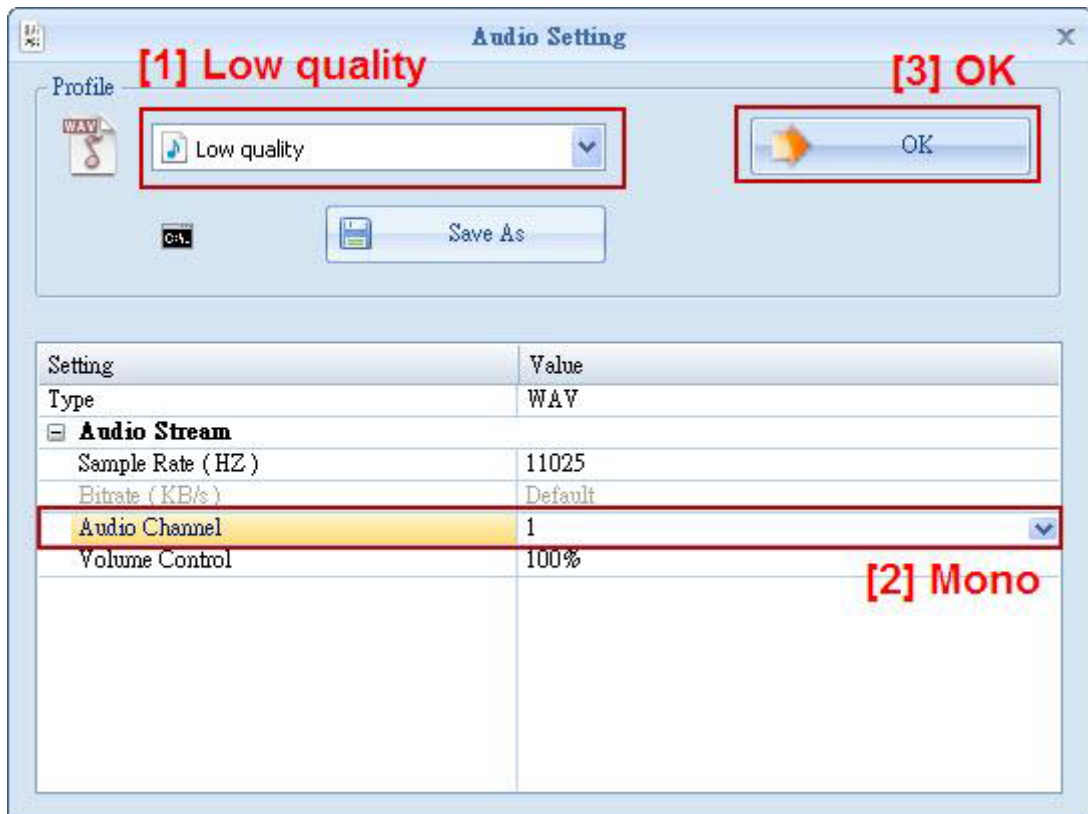 Audio Setting
[1] Low quality
[3] OK
Profile
WAV
Low quality
OK
C:\.
Save As
Setting Value
Type WAV
Audio Stream
Sample Rate ( HZ ) 11025
Bitrate ( KB/s ) Default
Audio Channel 1
Volume Control 100%
[2] Mono